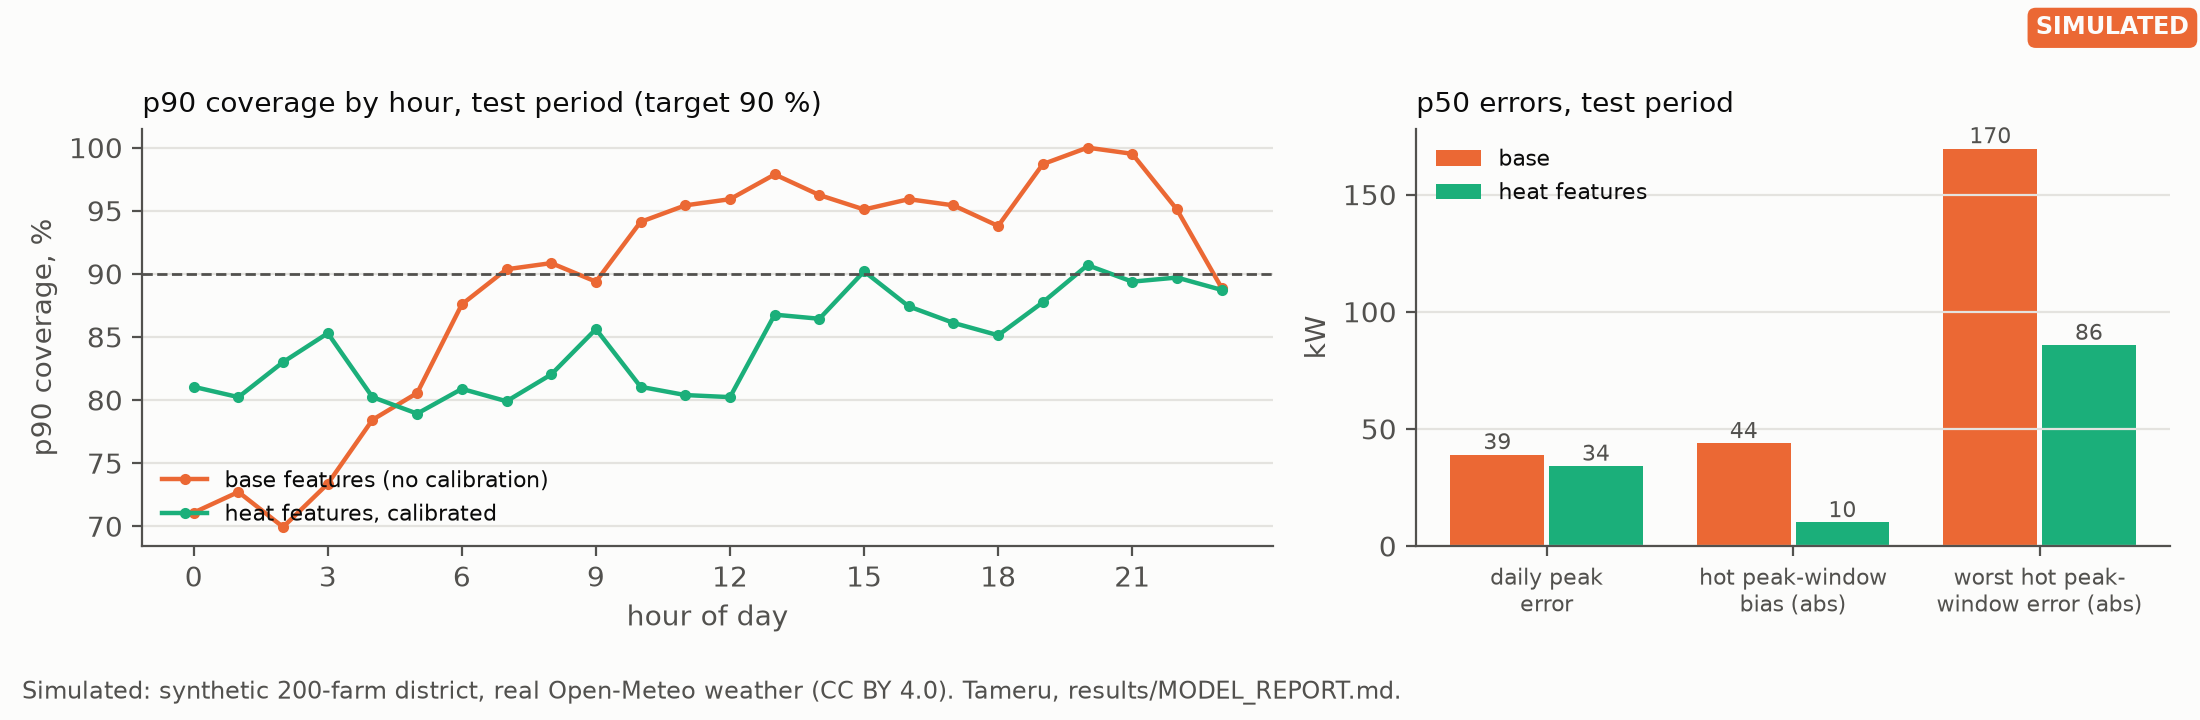 SIMULATED
p90 coverage by hour, test period (target 90 %)
p90 coverage, %
100
95
90
85
80
75
70
base features (no calibration)
heat features, calibrated
0 3 6 9 12 15 18 21
hour of day
p50 errors, test period
kW
150
100
50
0
base
heat features
39 34 44 10 170 86
daily peak
error
hot peak-window
bias (abs)
worst hot peak-
window error (abs)
Simulated: synthetic 200-farm district, real Open-Meteo weather (CC BY 4.0). Tameru, results/MODEL_REPORT.md.